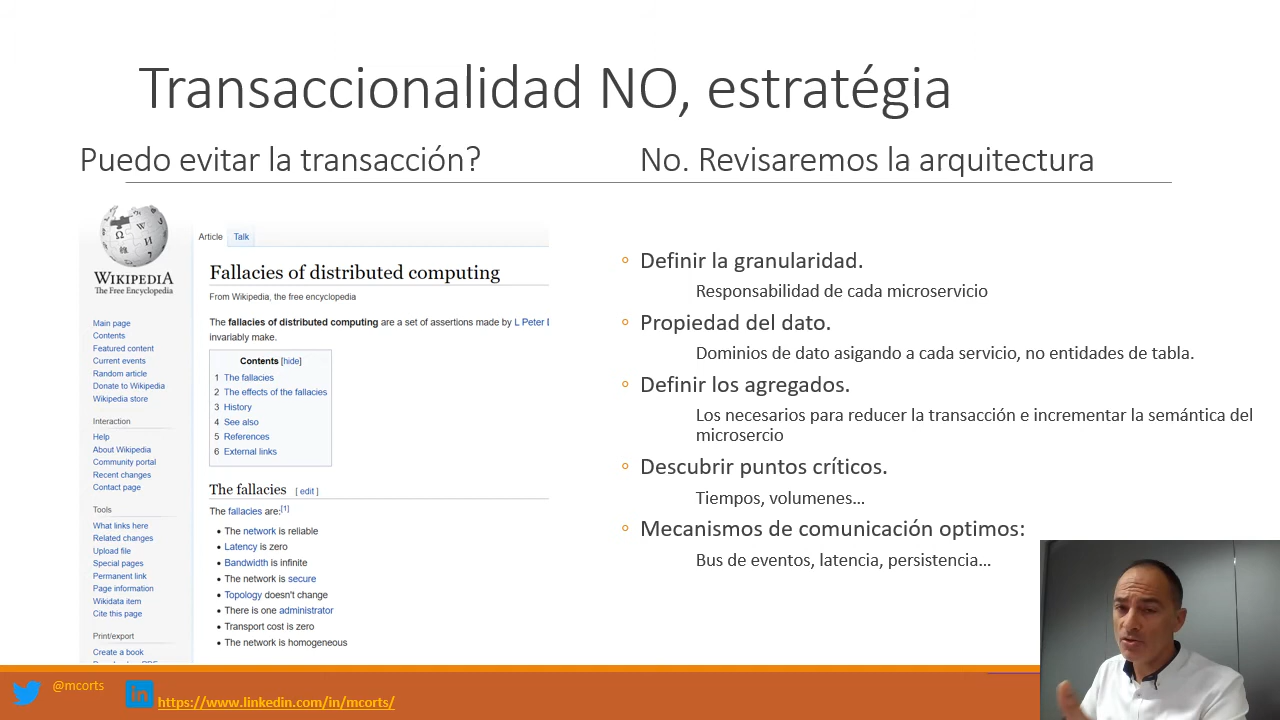 Transaccionalidad NO, estratégia
Puedo evitar la transacción?
No. Revisaremos la arquitectura
WIKIPEDIA
The Free Encyclopedia
Main page
Contents
Featured content
Current events
Random article
Donate to Wikipedia
Wikipedia store
Interaction
Help
About Wikipedia
Community portal
Recent changes
Contact page
Tools
What links here
Related changes
Upload file
Special pages
Permanent link
Page information
Wikidata item
Cite this page
Print/export
Create a book
Article Talk
Fallacies of distributed computing
From Wikipedia, the free encyclopedia
The fallacies of distributed computing are a set of assertions made by L Peter
invariably make.
Contents [hide]
1 The fallacies
2 The effects of the fallacies
3 History
4 See also
5 References
6 External links
The fallacies [ edit ]
The fallacies are:[1]
• The network is reliable
• Latency is zero
• Bandwidth is infinite
• The network is secure
• Topology doesn't change
• There is one administrator
• Transport cost is zero
• The network is homogeneous
◦ Definir la granularidad.
Responsabilidad de cada microservicio
◦ Propiedad del dato.
Dominios de dato asigando a cada servicio, no entidades de tabla.
◦ Definir los agregados.
Los necesarios para reducer la transacción e incrementar la semántica del
microsercio
◦ Descubrir puntos críticos.
Tiempos, volumenes...
◦ Mecanismos de comunicación optimos:
Bus de eventos, latencia, persistencia...
@mcorts
in
https://www.linkedin.com/in/mcorts/